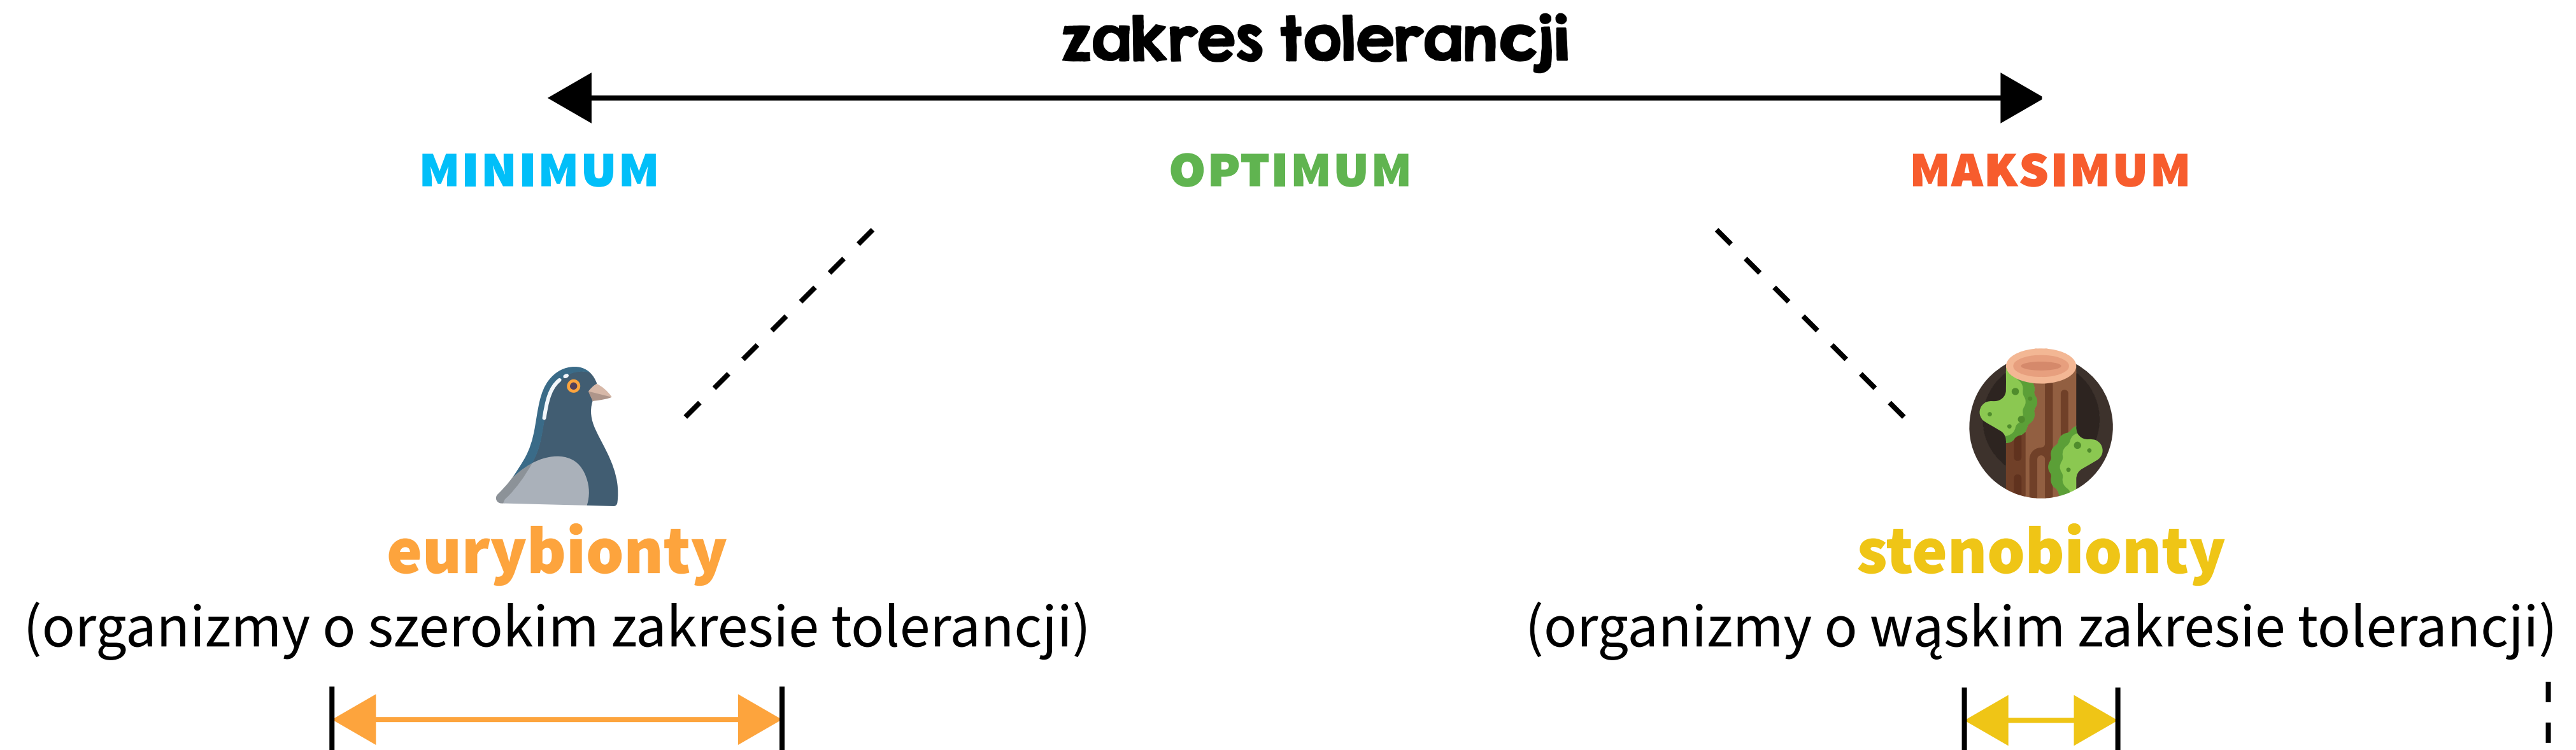 zakres tolerancji
MINIMUM OPTIMUM MAKSIMUM
eurybionty
(organizmy o szerokim zakresie tolerancji)
stenobionty
(organizmy o wąskim zakresie tolerancji)